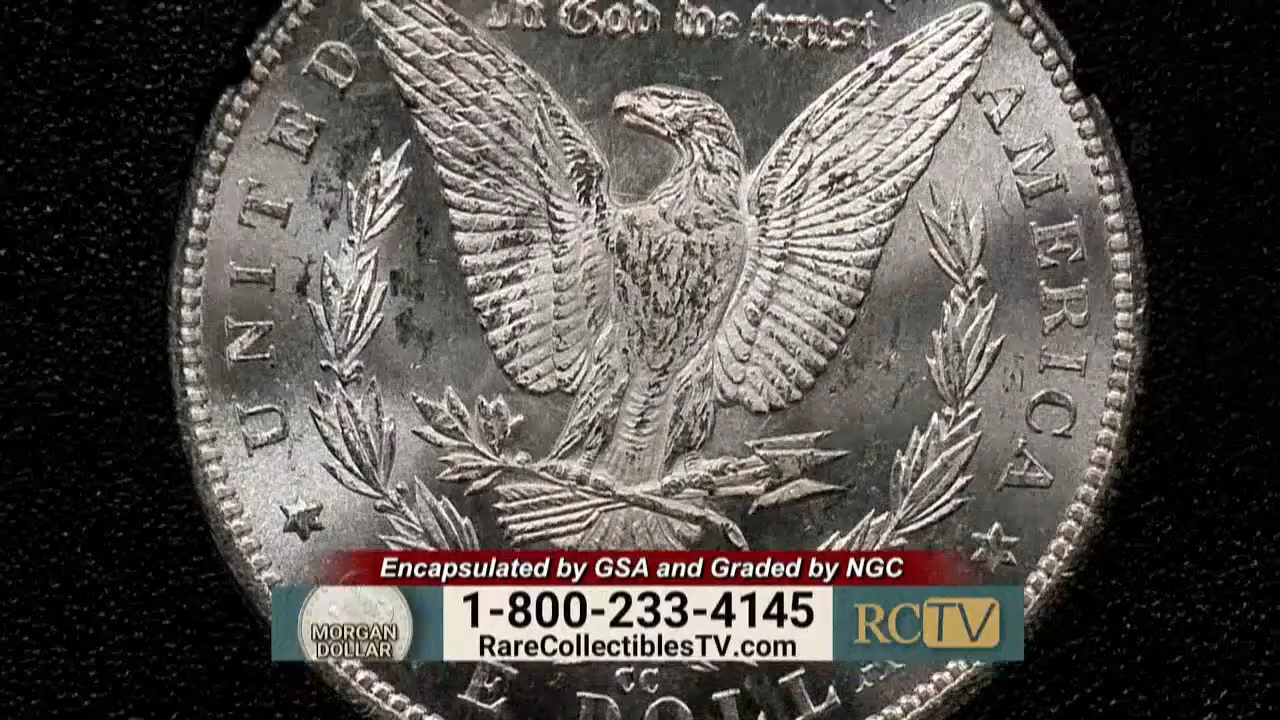 In God we trust
UNITED
AMERICA
Encapsulated by GSA and Graded by NGC
MORGAN
DOLLAR
1-800-233-4145
RareCollectiblesTV.com
RCTV
CC
E DOLLAR